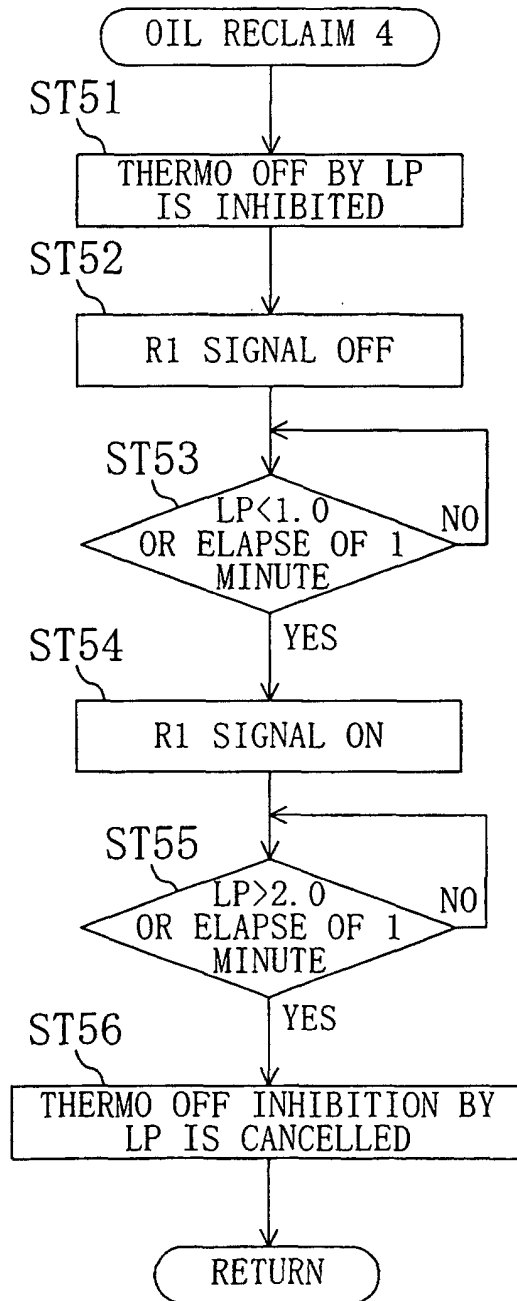 OIL RECLAIM 4
ST51
THERMO OFF BY LP
IS INHIBITED
ST52
R1 SIGNAL OFF
ST53
LP<1.0
OR ELAPSE OF 1
MINUTE
NO
YES
ST54
R1 SIGNAL ON
ST55
LP>2.0
OR ELAPSE OF 1
MINUTE
NO
YES
ST56
THERMO OFF INHIBITION BY
LP IS CANCELLED
RETURN